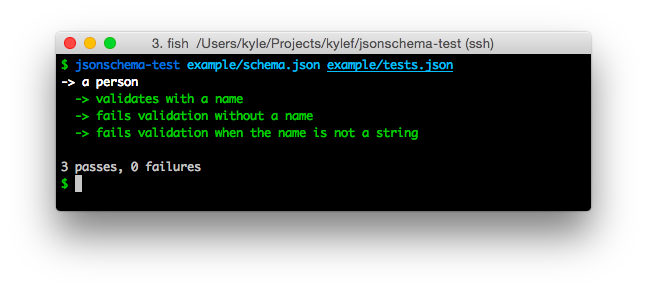 3. fish  /Users/kyle/Projects/kylef/jsonschema-test (ssh)
$ jsonschema-test example/schema.json example/tests.json
-> a person
  -> validates with a name
  -> fails validation without a name
  -> fails validation when the name is not a string
3 passes, 0 failures
$